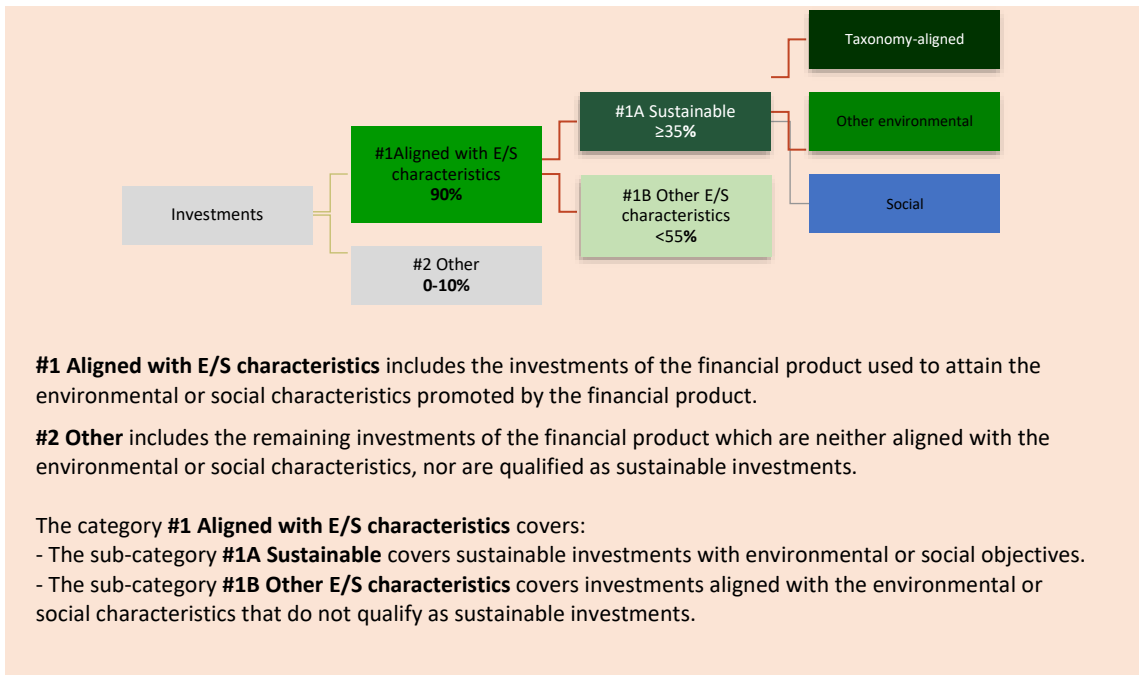 Taxonomy-aligned
#1A Sustainable
≥35%
Other environmental
#1Aligned with E/S
characteristics
90%
#1B Other E/S
characteristics
<55%
Social
Investments
#2 Other
0-10%
#1 Aligned with E/S characteristics includes the investments of the financial product used to attain the
environmental or social characteristics promoted by the financial product.
#2 Other includes the remaining investments of the financial product which are neither aligned with the
environmental or social characteristics, nor are qualified as sustainable investments.
The category #1 Aligned with E/S characteristics covers:
- The sub-category #1A Sustainable covers sustainable investments with environmental or social objectives.
- The sub-category #1B Other E/S characteristics covers investments aligned with the environmental or
social characteristics that do not qualify as sustainable investments.